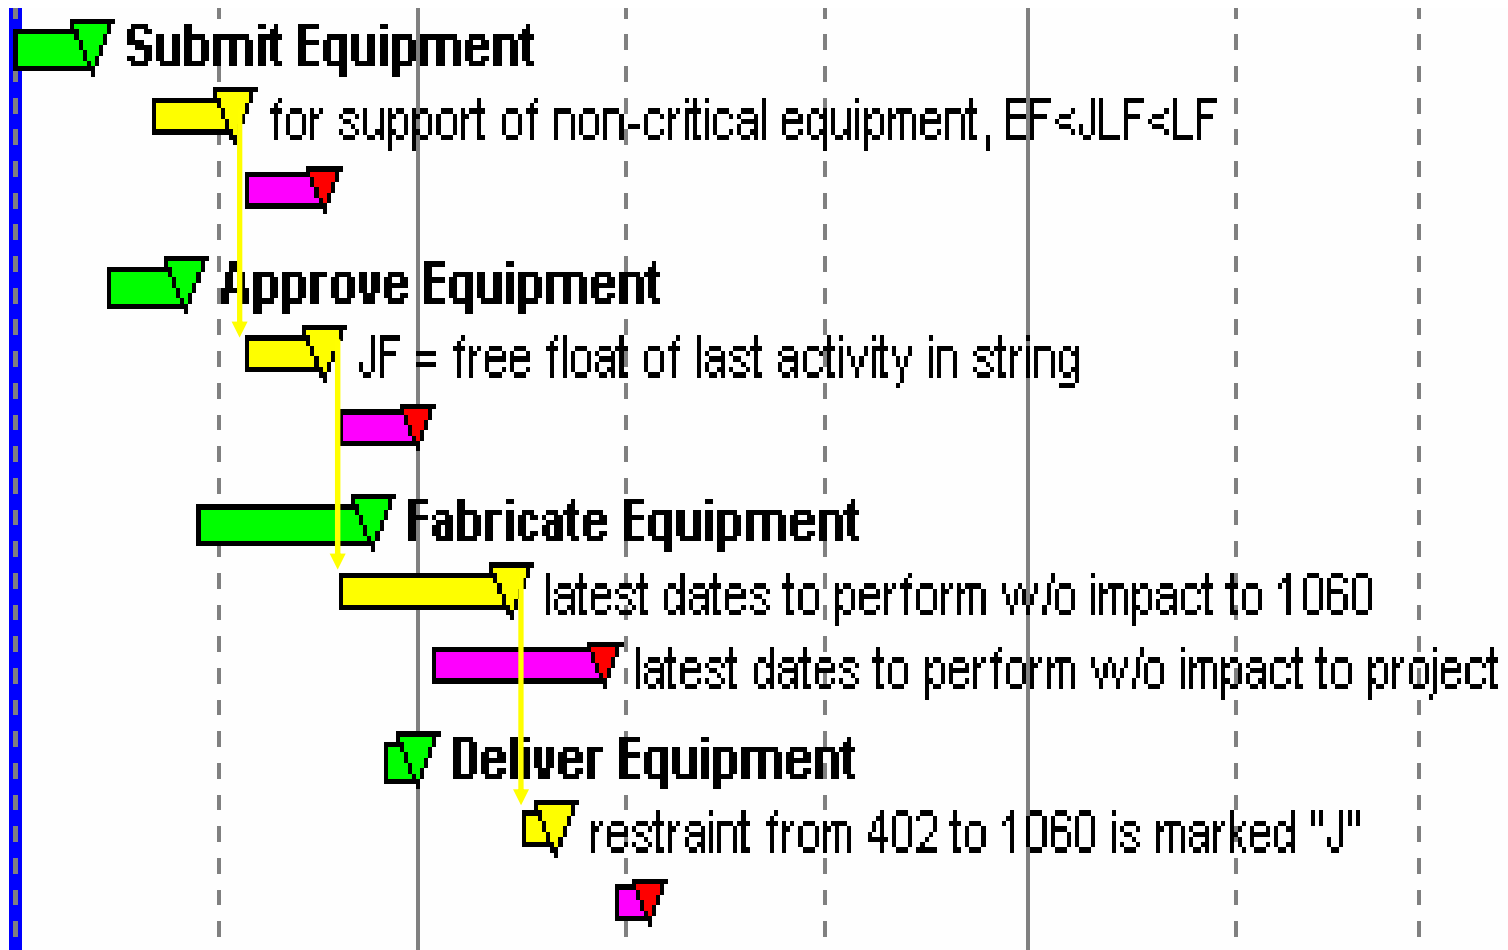 Submit Equipment
for support of non-critical equipment, EF<JLF<LF
Approve Equipment
JF = free float of last activity in string
Fabricate Equipment
latest dates to perform w/o impact to 1060
latest dates to perform w/o impact to project
Deliver Equipment
restraint from 402 to 1060 is marked "J"